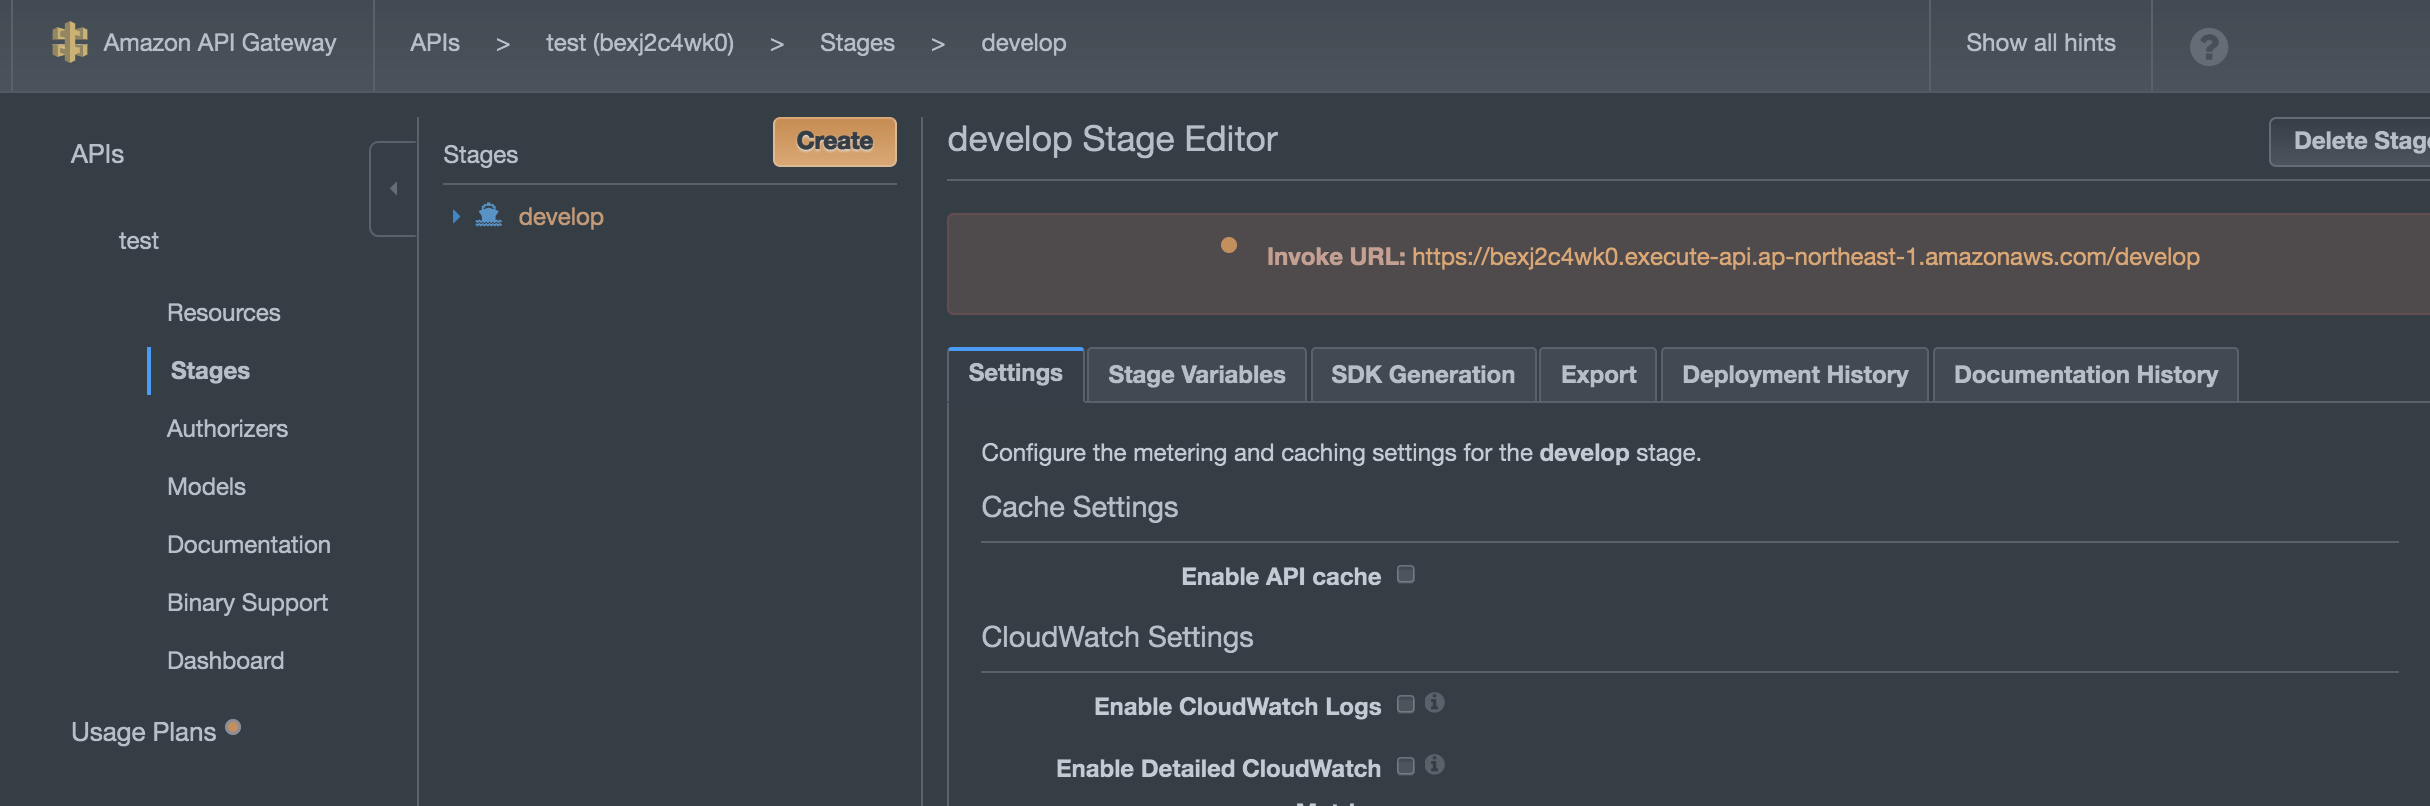 Amazon API Gateway
APIs > test (bexj2c4wk0) > Stages > develop
Show all hints
?
APIs
test
Resources
Stages
Authorizers
Models
Documentation
Binary Support
Dashboard
Usage Plans
Stages
Create
develop
develop Stage Editor
Delete Stag
Invoke URL: https://bexj2c4wk0.execute-api.ap-northeast-1.amazonaws.com/develop
Settings
Stage Variables
SDK Generation
Export
Deployment History
Documentation History
Configure the metering and caching settings for the develop stage.
Cache Settings
Enable API cache
CloudWatch Settings
Enable CloudWatch Logs
Enable Detailed CloudWatch